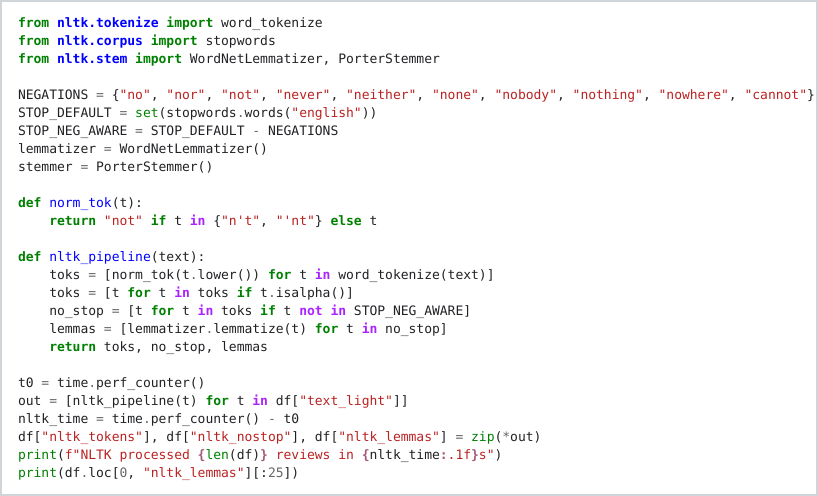 from nltk.tokenize import word_tokenize
from nltk.corpus import stopwords
from nltk.stem import WordNetLemmatizer, PorterStemmer

NEGATIONS = {"no", "nor", "not", "never", "neither", "none", "nobody", "nothing", "nowhere", "cannot"}
STOP_DEFAULT = set(stopwords.words("english"))
STOP_NEG_AWARE = STOP_DEFAULT - NEGATIONS
lemmatizer = WordNetLemmatizer()
stemmer = PorterStemmer()

def norm_tok(t):
    return "not" if t in {"n't", "'nt"} else t

def nltk_pipeline(text):
    toks = [norm_tok(t.lower()) for t in word_tokenize(text)]
    toks = [t for t in toks if t.isalpha()]
    no_stop = [t for t in toks if t not in STOP_NEG_AWARE]
    lemmas = [lemmatizer.lemmatize(t) for t in no_stop]
    return toks, no_stop, lemmas

t0 = time.perf_counter()
out = [nltk_pipeline(t) for t in df["text_light"]]
nltk_time = time.perf_counter() - t0
df["nltk_tokens"], df["nltk_nostop"], df["nltk_lemmas"] = zip(*out)
print(f"NLTK processed {len(df)} reviews in {nltk_time:.1f}s")
print(df.loc[0, "nltk_lemmas"][:25])